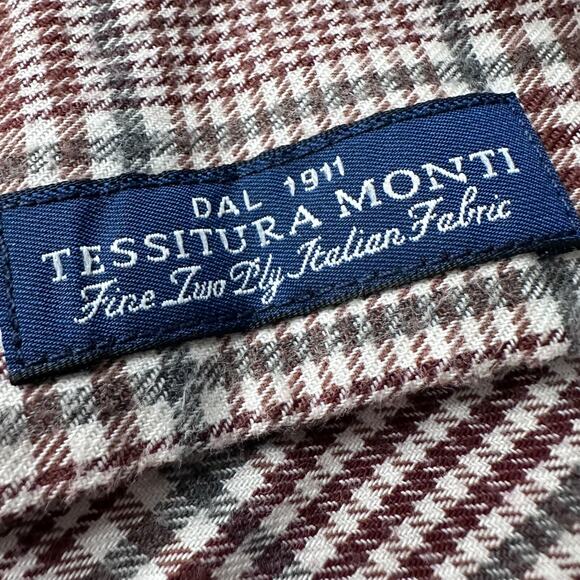 DAL 1911
TESSITURA MONTI
Fine Two Ply Italian Fabric